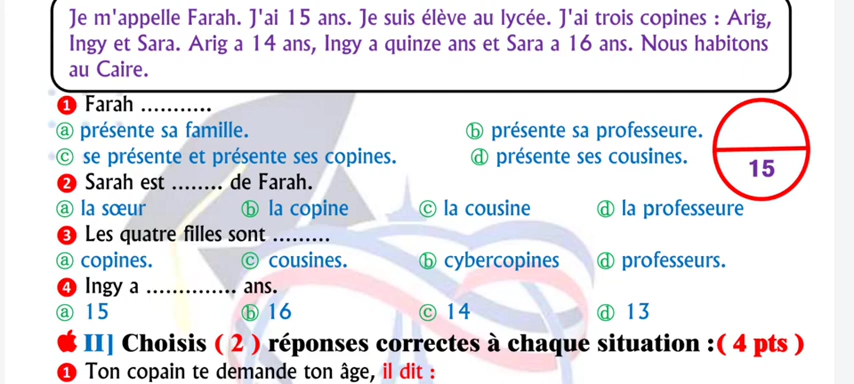 Je m'appelle Farah. J'ai 15 ans. Je suis élève au lycée. J'ai trois copines : Arig,
Ingy et Sara. Arig a 14 ans, Ingy a quinze ans et Sara a 16 ans. Nous habitons
au Caire.
1 Farah ...........
ⓐ présente sa famille. ⓑ présente sa professeure.
ⓒ se présente et présente ses copines. ⓓ présente ses cousines.
15
2 Sarah est ........ de Farah.
ⓐ la sœur ⓑ la copine ⓒ la cousine ⓓ la professeure
3 Les quatre filles sont .........
ⓐ copines. ⓒ cousines. ⓑ cybercopines ⓓ professeurs.
4 Ingy a .............. ans.
ⓐ 15 ⓑ 16 ⓒ 14 ⓓ 13
II] Choisis ( 2 ) réponses correctes à chaque situation :( 4 pts )
1 Ton copain te demande ton âge, il dit :